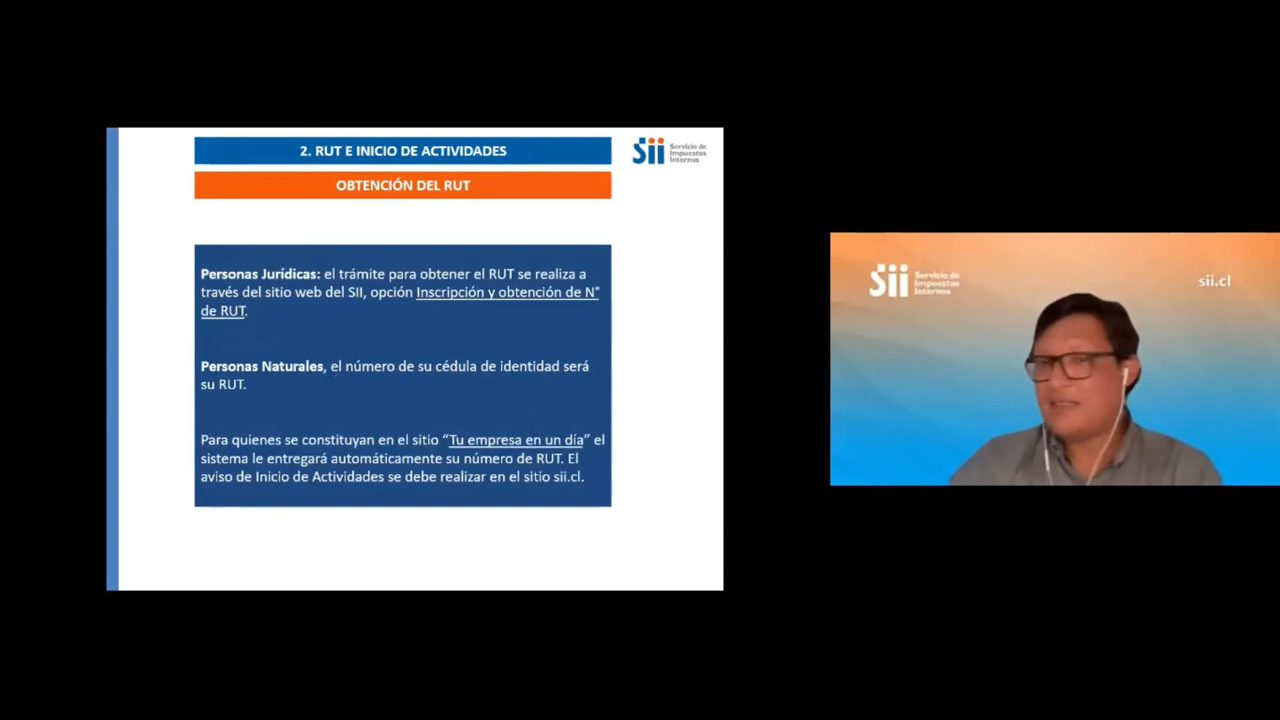 2. RUT E INICIO DE ACTIVIDADES
Sii Servicio de
Impuestos
Internos
OBTENCIÓN DEL RUT
Personas Jurídicas: el trámite para obtener el RUT se realiza a
través del sitio web del SII, opción Inscripción y obtención de N°
de RUT.
Personas Naturales, el número de su cédula de identidad será
su RUT.
Para quienes se constituyan en el sitio “Tu empresa en un día” el
sistema le entregará automáticamente su número de RUT. El
aviso de Inicio de Actividades se debe realizar en el sitio sii.cl.
Sii Servicio de
Impuestos
Internos
sii.cl